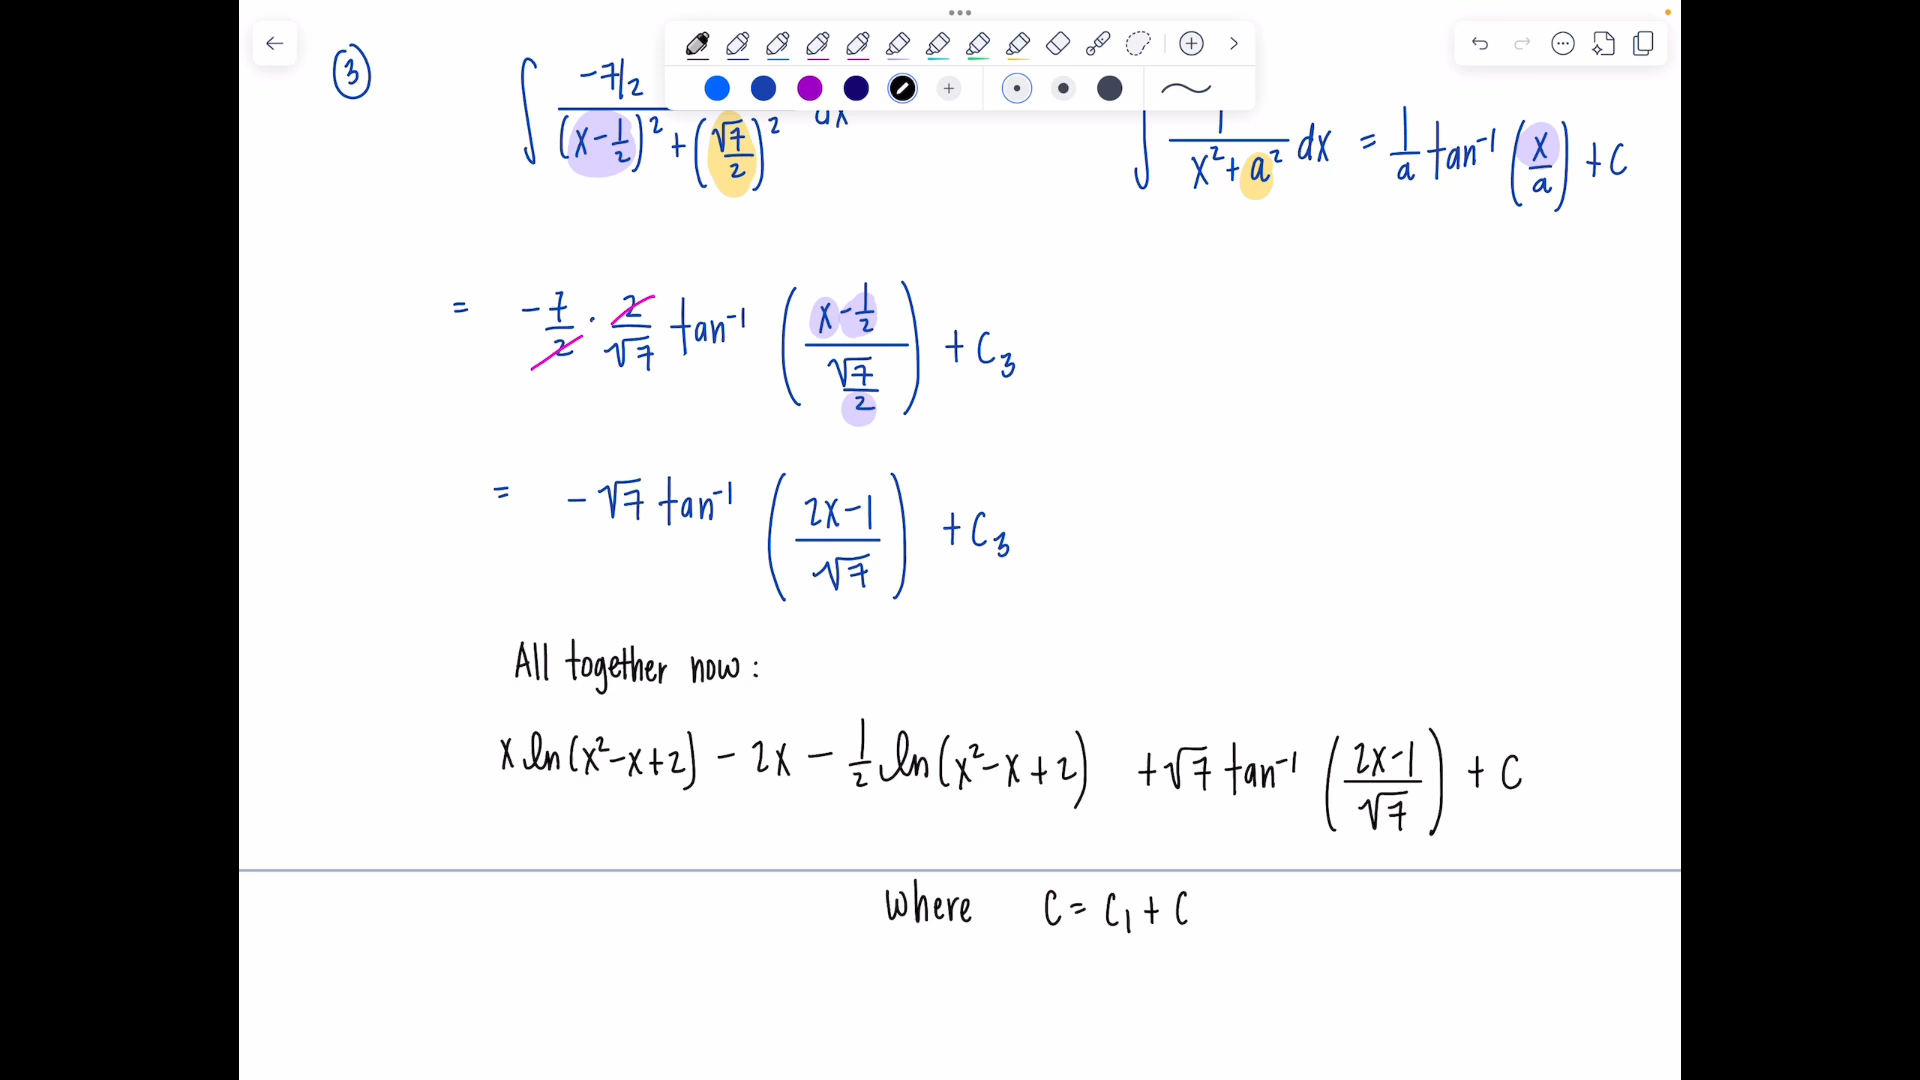 ③ ∫ (-7/2) / ((x-1/2)² + (√7/2)²) dx ∫ 1/(x²+a²) dx = 1/a tan⁻¹(x/a) + C
= -7/2 · 2/√7 tan⁻¹((x-1/2)/(√7/2)) + C₃
= -√7 tan⁻¹((2x-1)/√7) + C₃
All together now:
x ln(x²-x+2) - 2x - 1/2 ln(x²-x+2) + √7 tan⁻¹((2x-1)/√7) + C
where C = C₁ + C